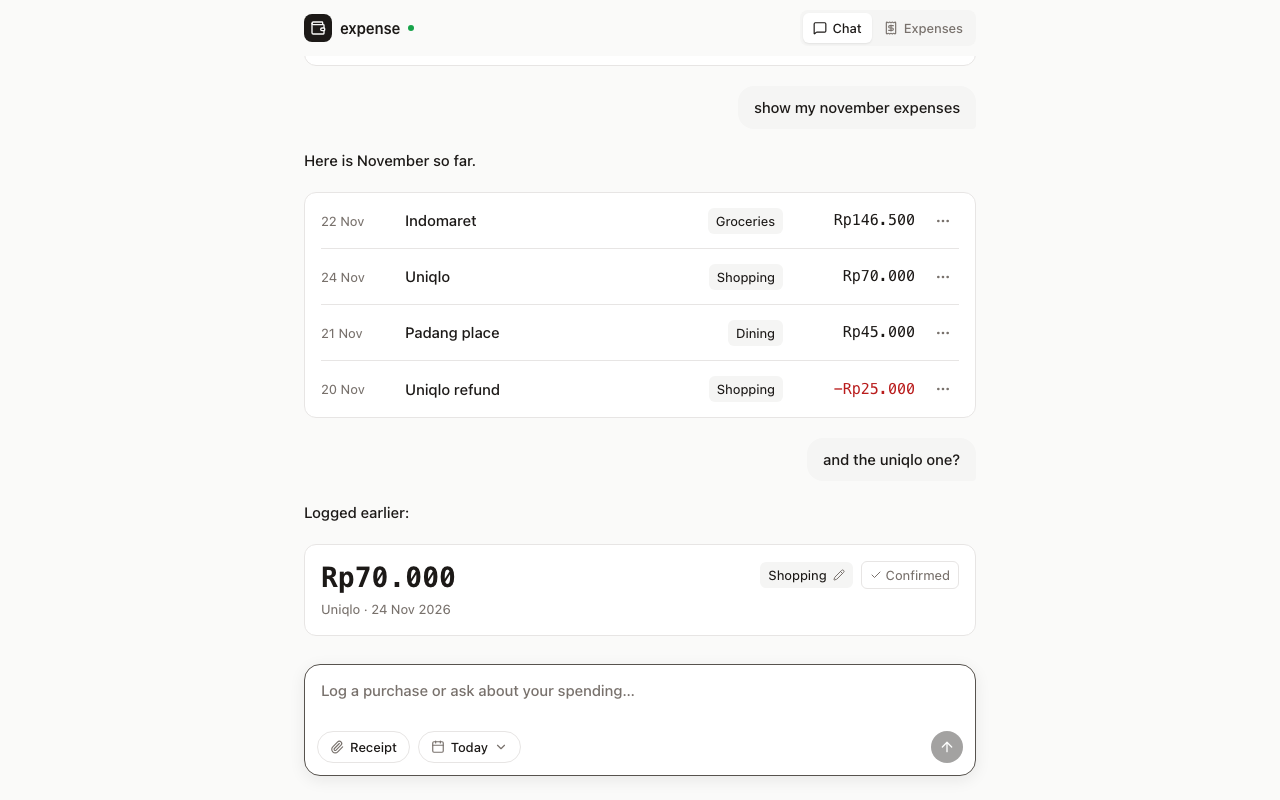 expense
Chat
Expenses
show my november expenses
Here is November so far.
22 Nov Indomaret Groceries Rp146.500
24 Nov Uniqlo Shopping Rp70.000
21 Nov Padang place Dining Rp45.000
20 Nov Uniqlo refund Shopping −Rp25.000
and the uniqlo one?
Logged earlier:
Rp70.000 Shopping Confirmed
Uniqlo · 24 Nov 2026
Log a purchase or ask about your spending...
Receipt Today